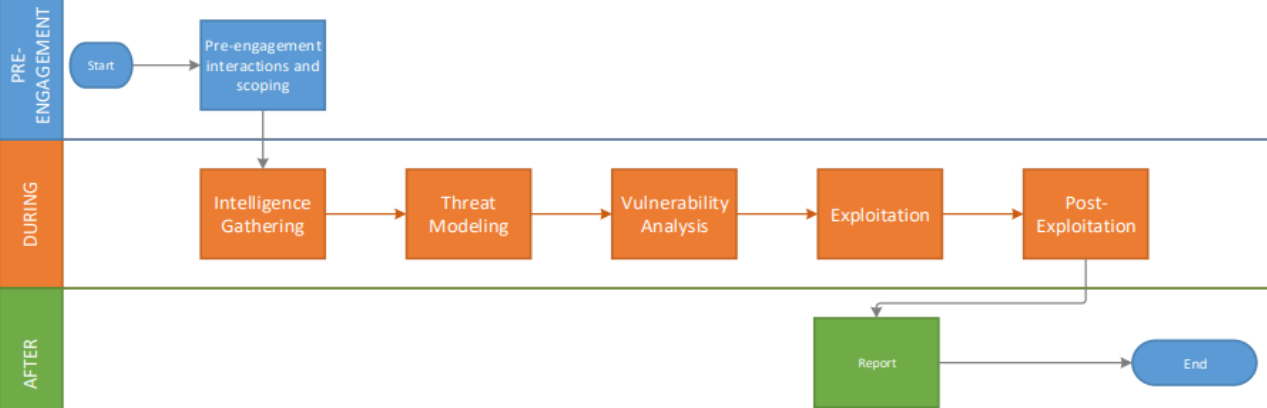 PRE-
ENGAGEMENT
Start
Pre-engagement
interactions and
scoping
DURING
Intelligence
Gathering
Threat
Modeling
Vulnerability
Analysis
Exploitation
Post-
Exploitation
AFTER
Report
End